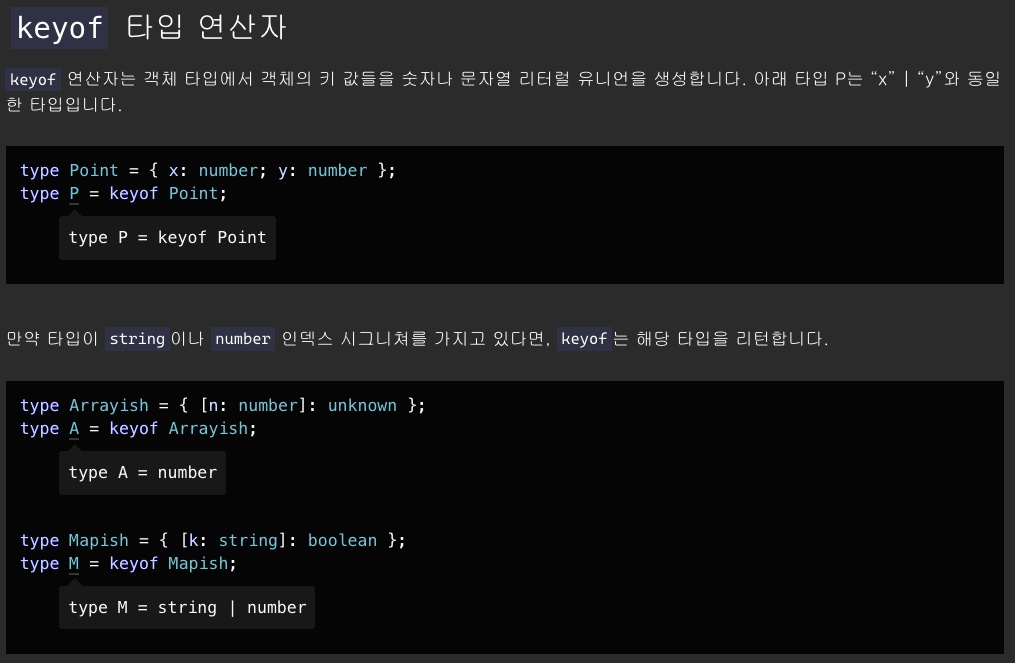 keyof 타입 연산자
keyof 연산자는 객체 타입에서 객체의 키 값들을 숫자나 문자열 리터럴 유니언을 생성합니다. 아래 타입 P는 “x” | “y”와 동일
한 타입입니다.
type Point = { x: number; y: number };
type P = keyof Point;
type P = keyof Point
만약 타입이 string이나 number 인덱스 시그니쳐를 가지고 있다면, keyof는 해당 타입을 리턴합니다.
type Arrayish = { [n: number]: unknown };
type A = keyof Arrayish;
type A = number
type Mapish = { [k: string]: boolean };
type M = keyof Mapish;
type M = string | number